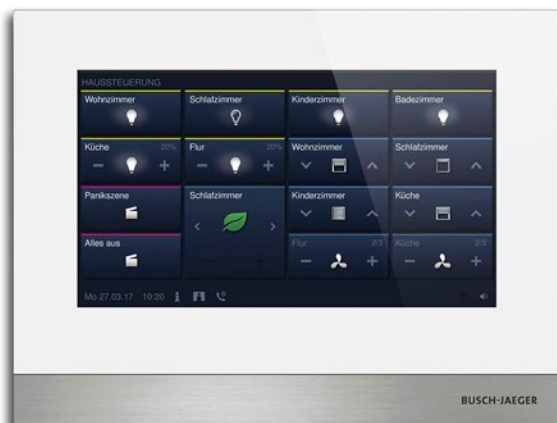 HAUSSTEUERUNG
Wohnzimmer Schlafzimmer Kinderzimmer Badezimmer
Küche 20% Flur 20% Wohnzimmer Schlafzimmer
Panikszene Schlafzimmer Kinderzimmer Küche
Alles aus Flur 2/3 Küche 2/3
Mo 27.03.17 10:20
BUSCH-JAEGER